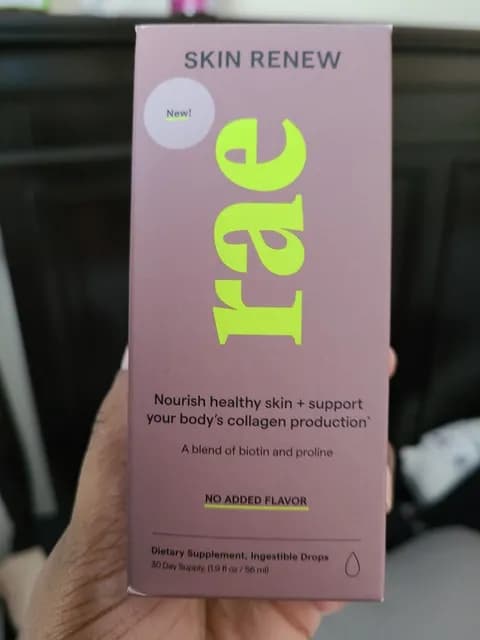 SKIN RENEW
New!
rae
Nourish healthy skin + support
your body's collagen production^
A blend of biotin and proline
NO ADDED FLAVOR
Dietary Supplement, Ingestible Drops
30 Day Supply, (1.9 fl oz / 56 ml)